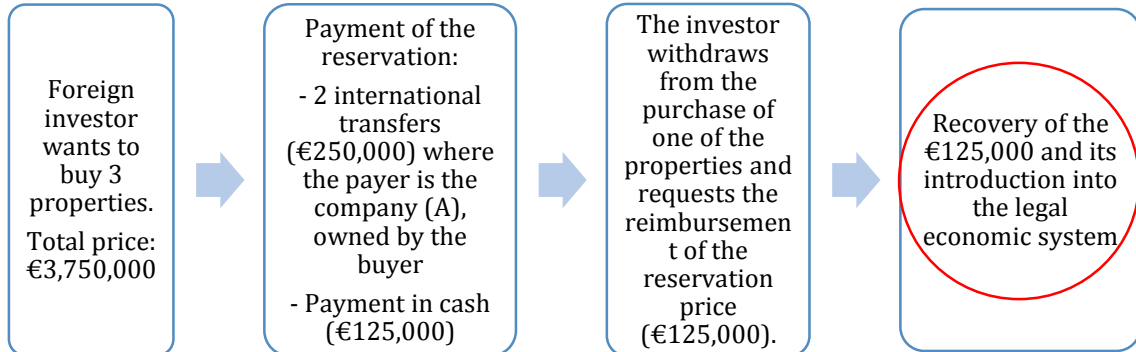 Foreign
investor
wants to
buy 3
properties.
Total price:
€3,750,000
Payment of the
reservation:
- 2 international
transfers
(€250,000) where
the payer is the
company (A),
owned by the
buyer
- Payment in cash
(€125,000)
The investor
withdraws
from the
purchase of
one of the
properties and
requests the
reimbursemen
t of the
reservation
price
(€125,000).
Recovery of the
€125,000 and its
introduction into
the legal
economic system